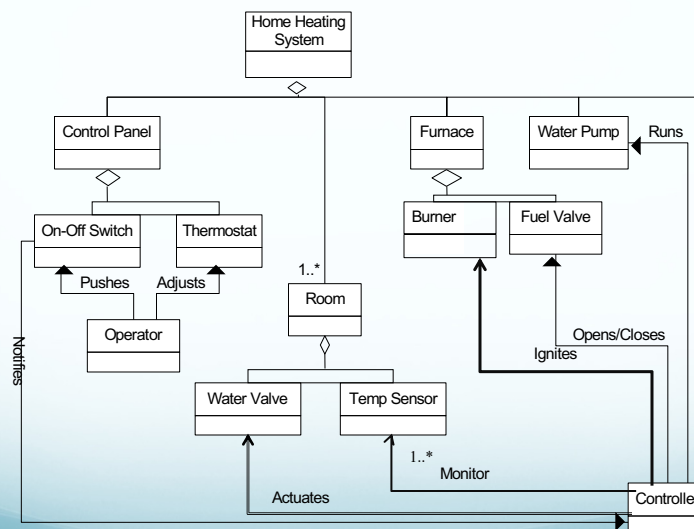 Home Heating
System
Control Panel
Furnace
Water Pump
Runs
On-Off Switch
Thermostat
Burner
Fuel Valve
Pushes
Adjusts
1..*
Room
Operator
Opens/Closes
Ignites
Notifies
Water Valve
Temp Sensor
1..*
Monitor
Actuates
Controlle